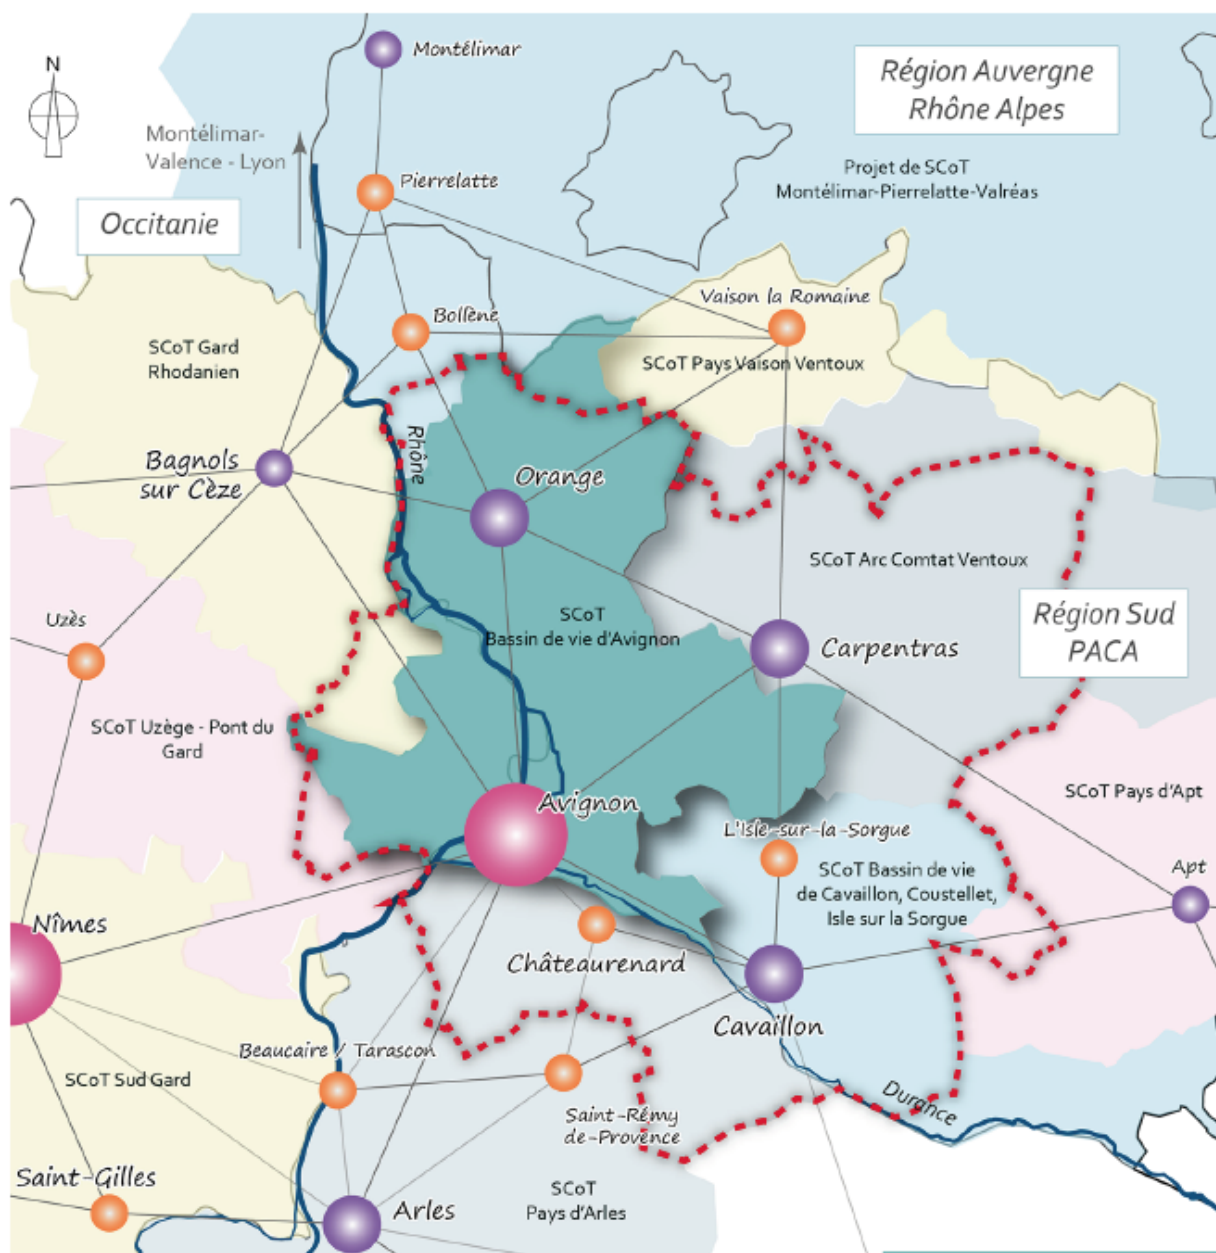 Montélimar
Région Auvergne
Rhône Alpes
N
Montélimar-
Valence - Lyon
Projet de SCoT
Montélimar-Pierrelatte-Valréas
Pierrelatte
Occitanie
Vaison la Romaine
Bollène
SCoT Gard
Rhodanien
SCoT Pays Vaison Ventoux
Rhône
Bagnols
sur Cèze
Orange
SCoT Arc Comtat Ventoux
Uzès
SCoT
Bassin de vie d'Avignon
Région Sud
PACA
Carpentras
SCoT Uzège - Pont du
Gard
SCoT Pays d'Apt
Avignon
L'Isle-sur-la-Sorgue
SCoT Bassin de vie
de Cavaillon, Coustellet,
Isle sur la Sorgue
Apt
Nîmes
Châteaurenard
Cavaillon
Beaucaire / Tarascon
SCoT Sud Gard
Durance
Saint-Rémy
de-Provence
Saint-Gilles
SCoT
Pays d'Arles
Arles